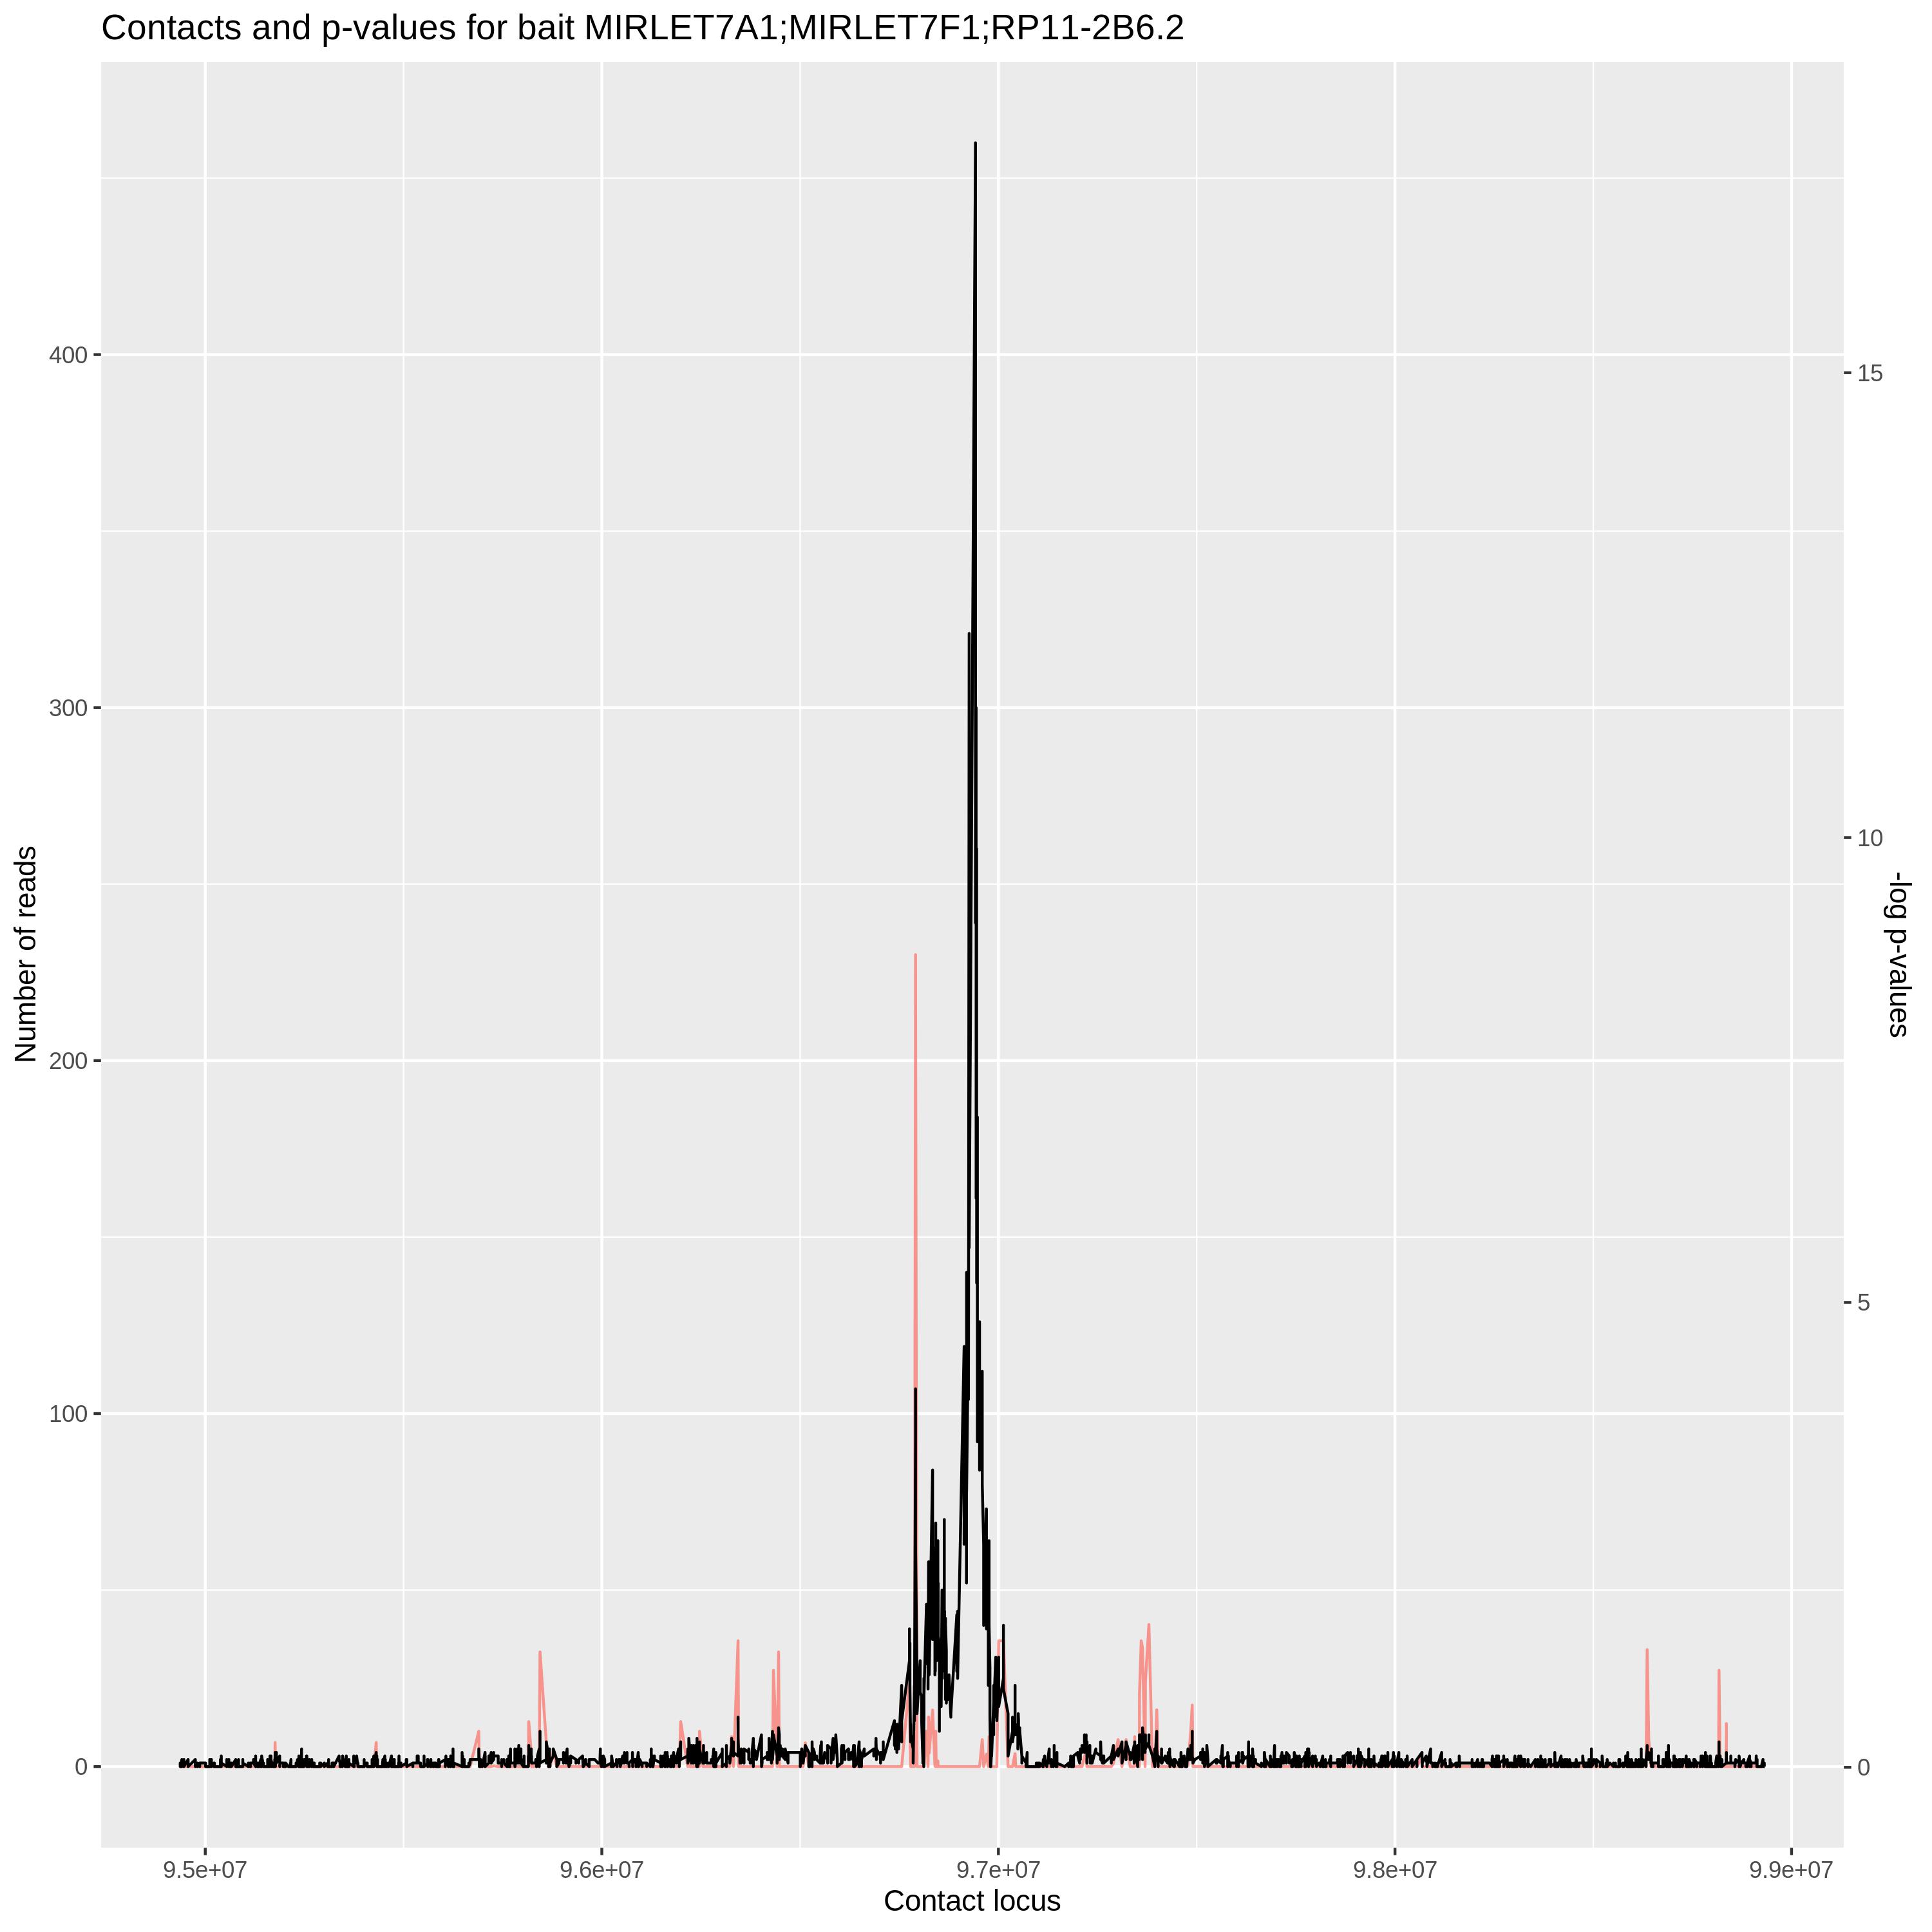 Contacts and p-values for bait MIRLET7A1;MIRLET7F1;RP11-2B6.2
Number of reads
400
300
200
100
0
15
10
5
0
-log p-values
9.5e+07 9.6e+07 9.7e+07 9.8e+07 9.9e+07
Contact locus